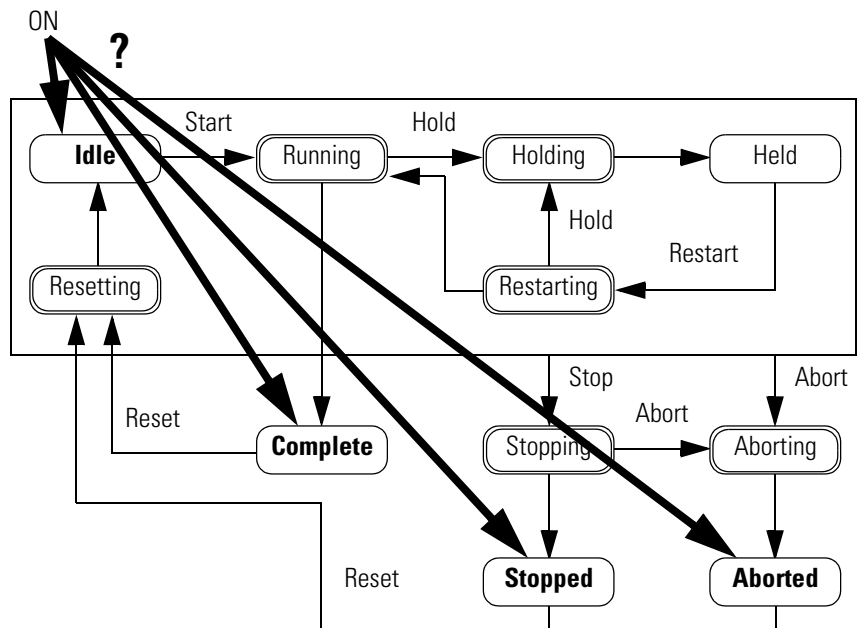 ON
?
Start
Hold
Idle
Running
Holding
Held
Hold
Restart
Resetting
Restarting
Stop
Abort
Reset
Abort
Complete
Stopping
Aborting
Reset
Stopped
Aborted